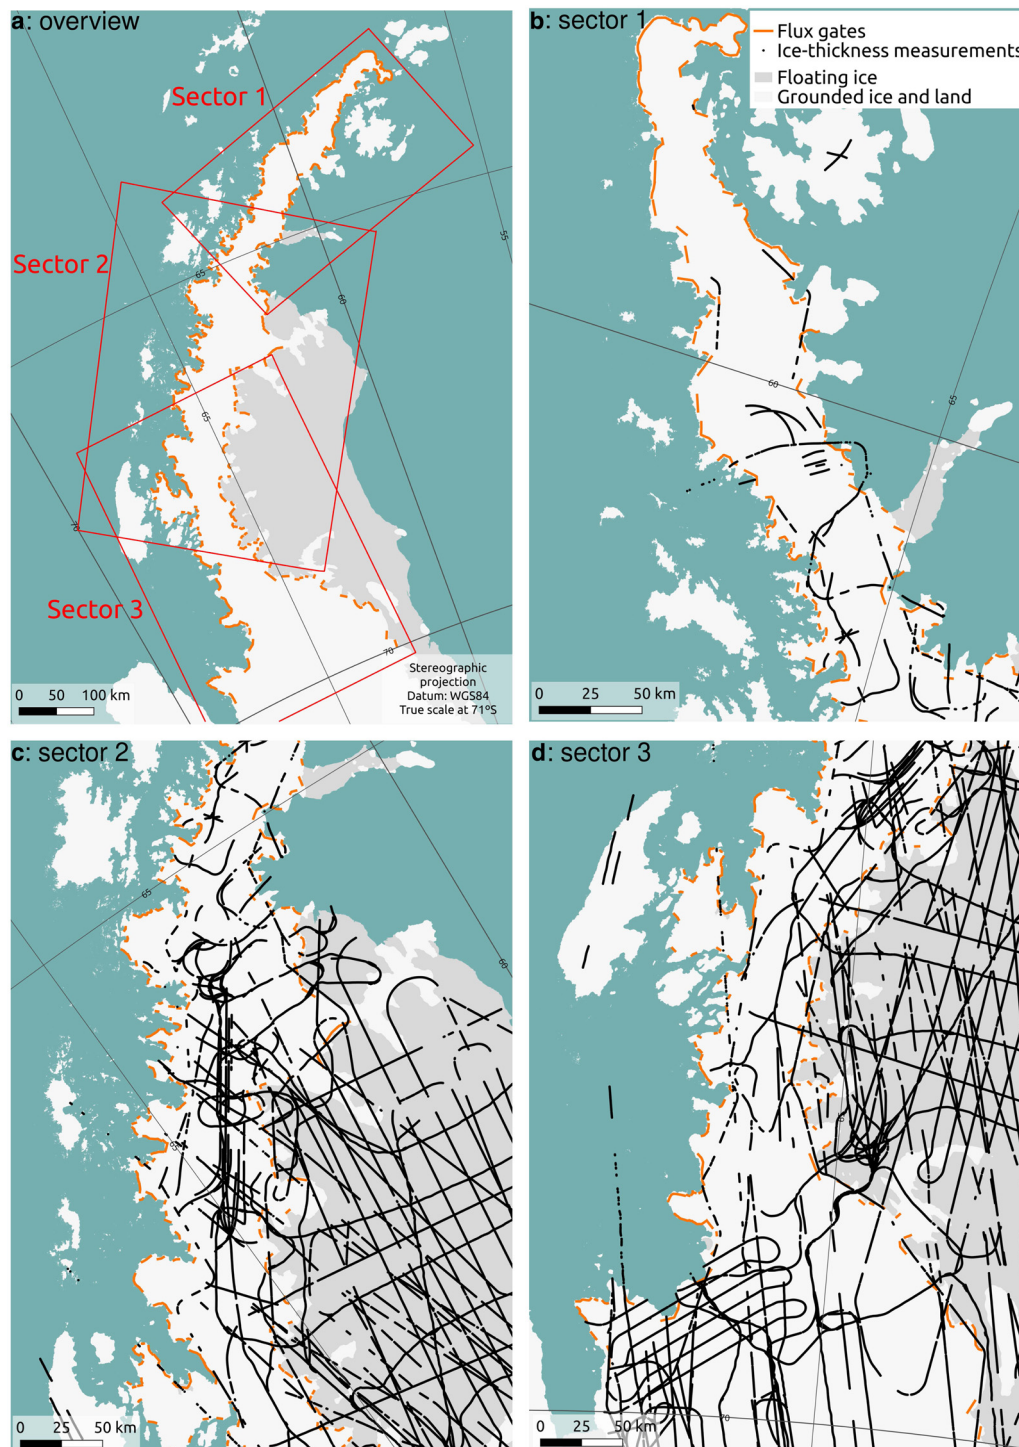 a: overview
Sector 1
Sector 2
Sector 3
65
60
55
65
70
70
Stereographic
projection
Datum: WGS84
True scale at 71°S
0 50 100 km
b: sector 1
Flux gates
Ice-thickness measurements
Floating ice
Grounded ice and land
60
65
0 25 50 km
c: sector 2
65
60
65
0 25 50 km
d: sector 3
70
0 25 50 km